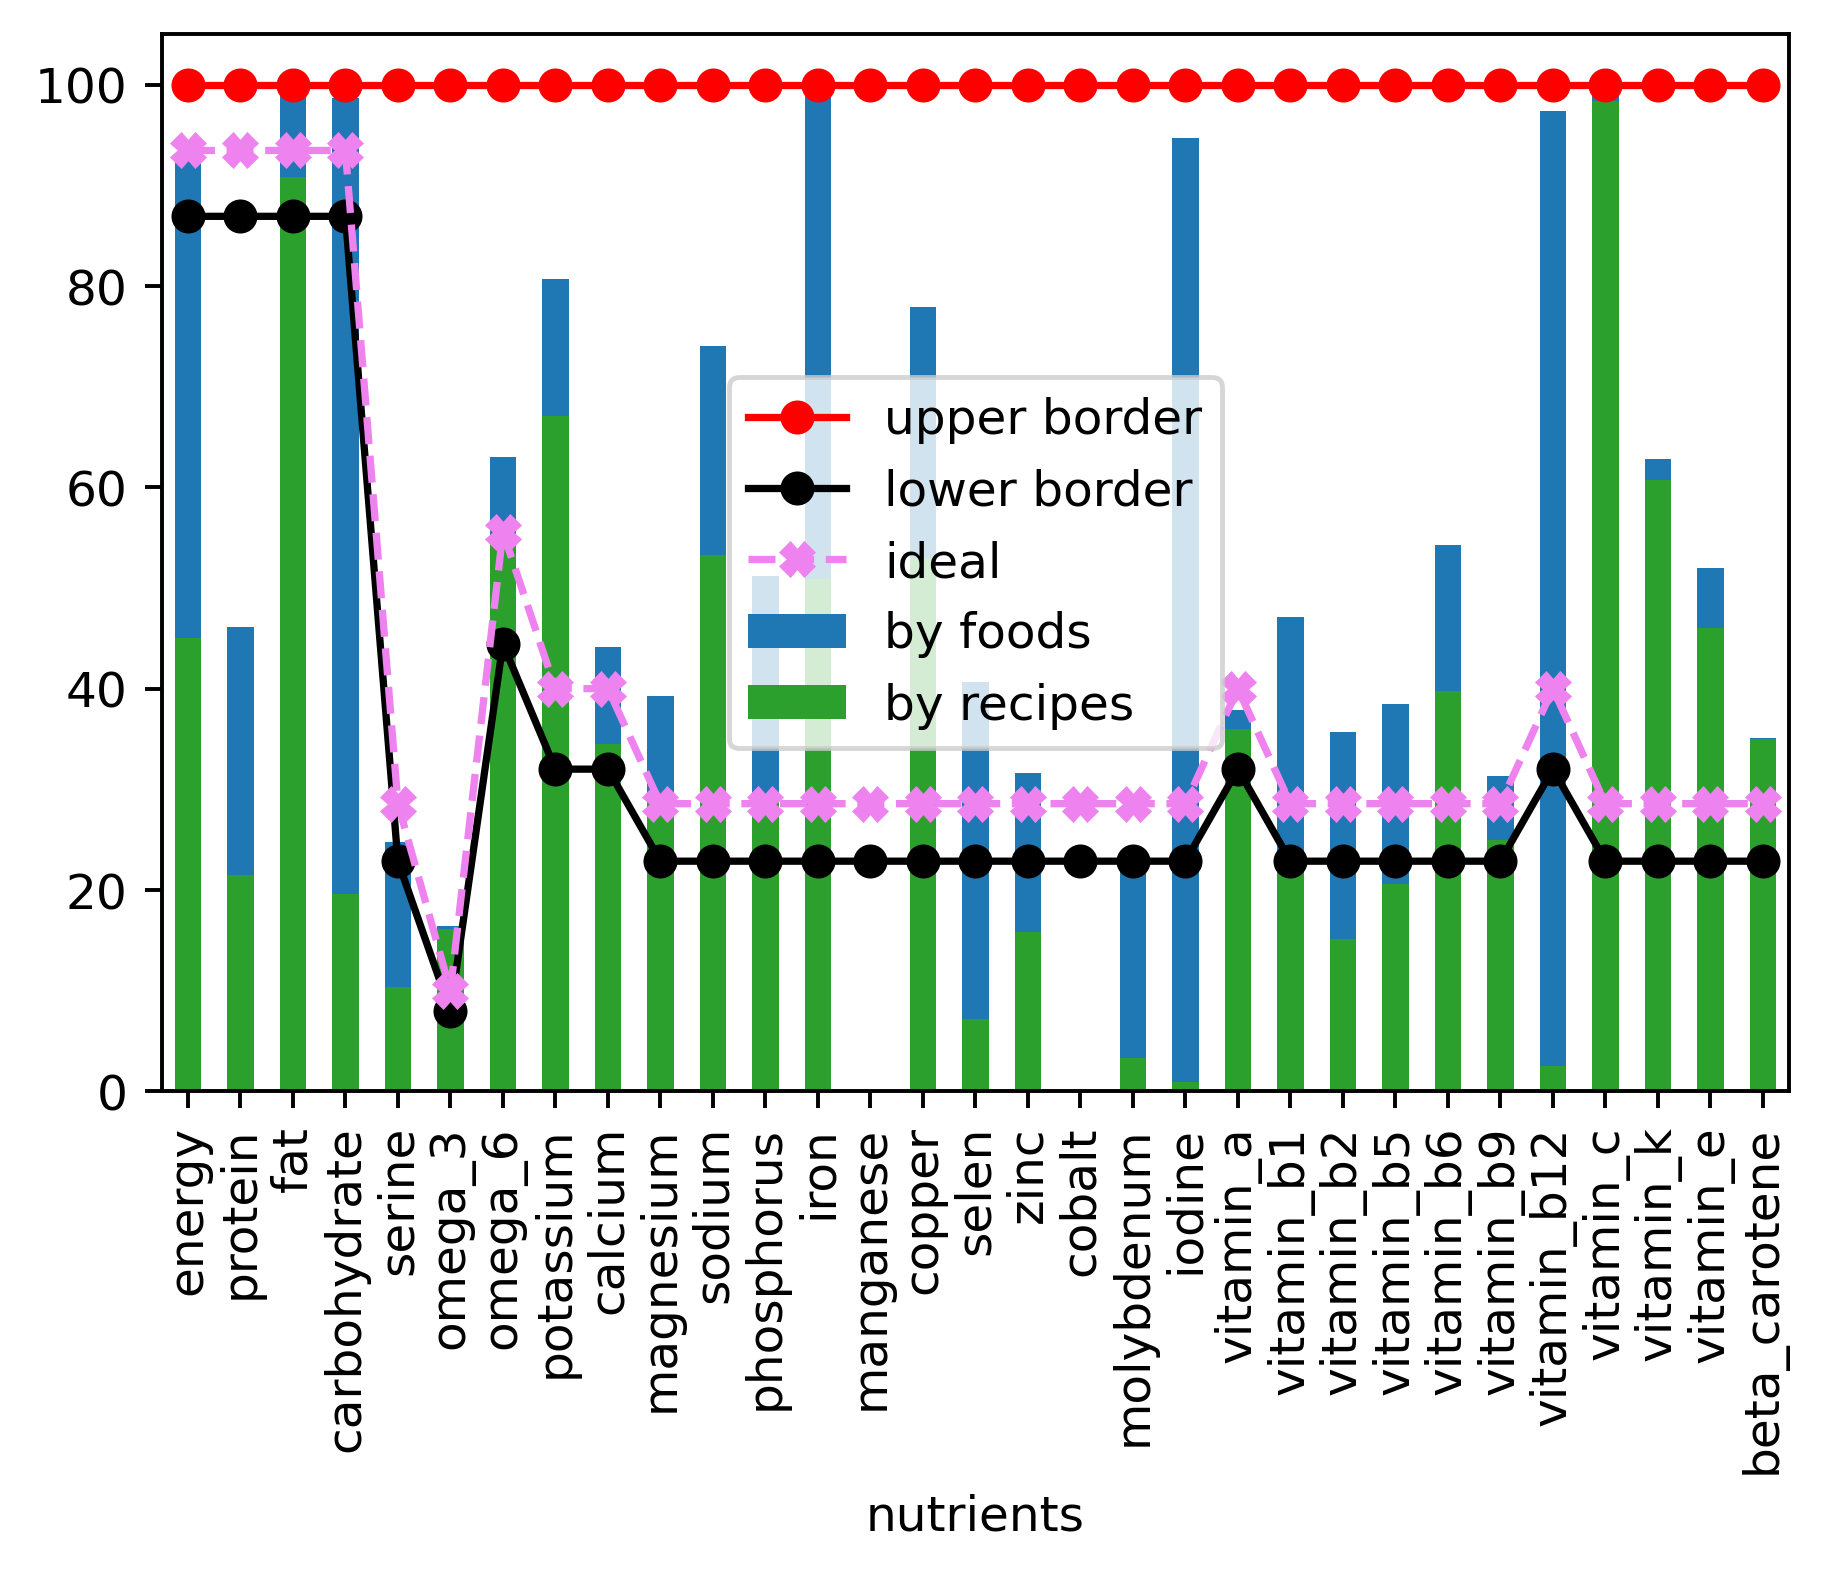 100
80
60
40
20
0
upper border
lower border
ideal
by foods
by recipes
energy
protein
fat
carbohydrate
serine
omega_3
omega_6
potassium
calcium
magnesium
sodium
phosphorus
iron
manganese
copper
selen
zinc
cobalt
molybdenum
iodine
vitamin_a
vitamin_b1
vitamin_b2
vitamin_b5
vitamin_b6
vitamin_b9
vitamin_b12
vitamin_c
vitamin_k
vitamin_e
beta_carotene
nutrients